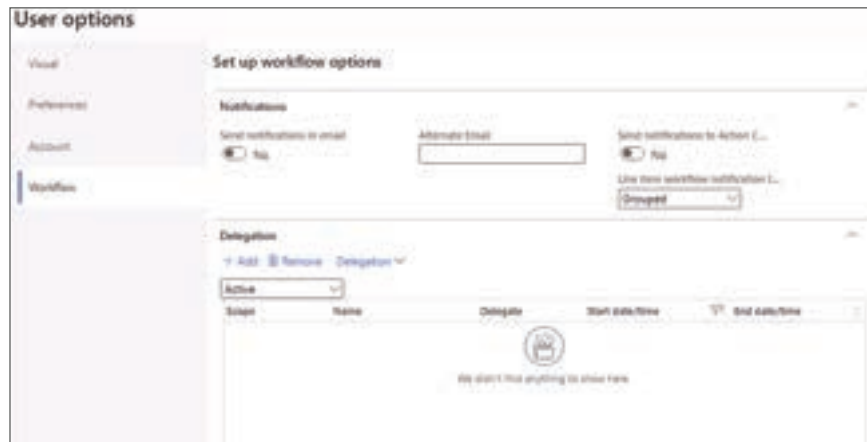 User options
Visual
Preferences
Account
Workflow
Set up workflow options
Notifications
Send notifications in email
No
Alternate Email
Send notifications to Action C...
No
Line item workflow notification t...
Grouped
Delegation
+ Add Remove Delegation
Active
Scope Name Delegate Start date/time End date/time
We didn't find anything to show here.